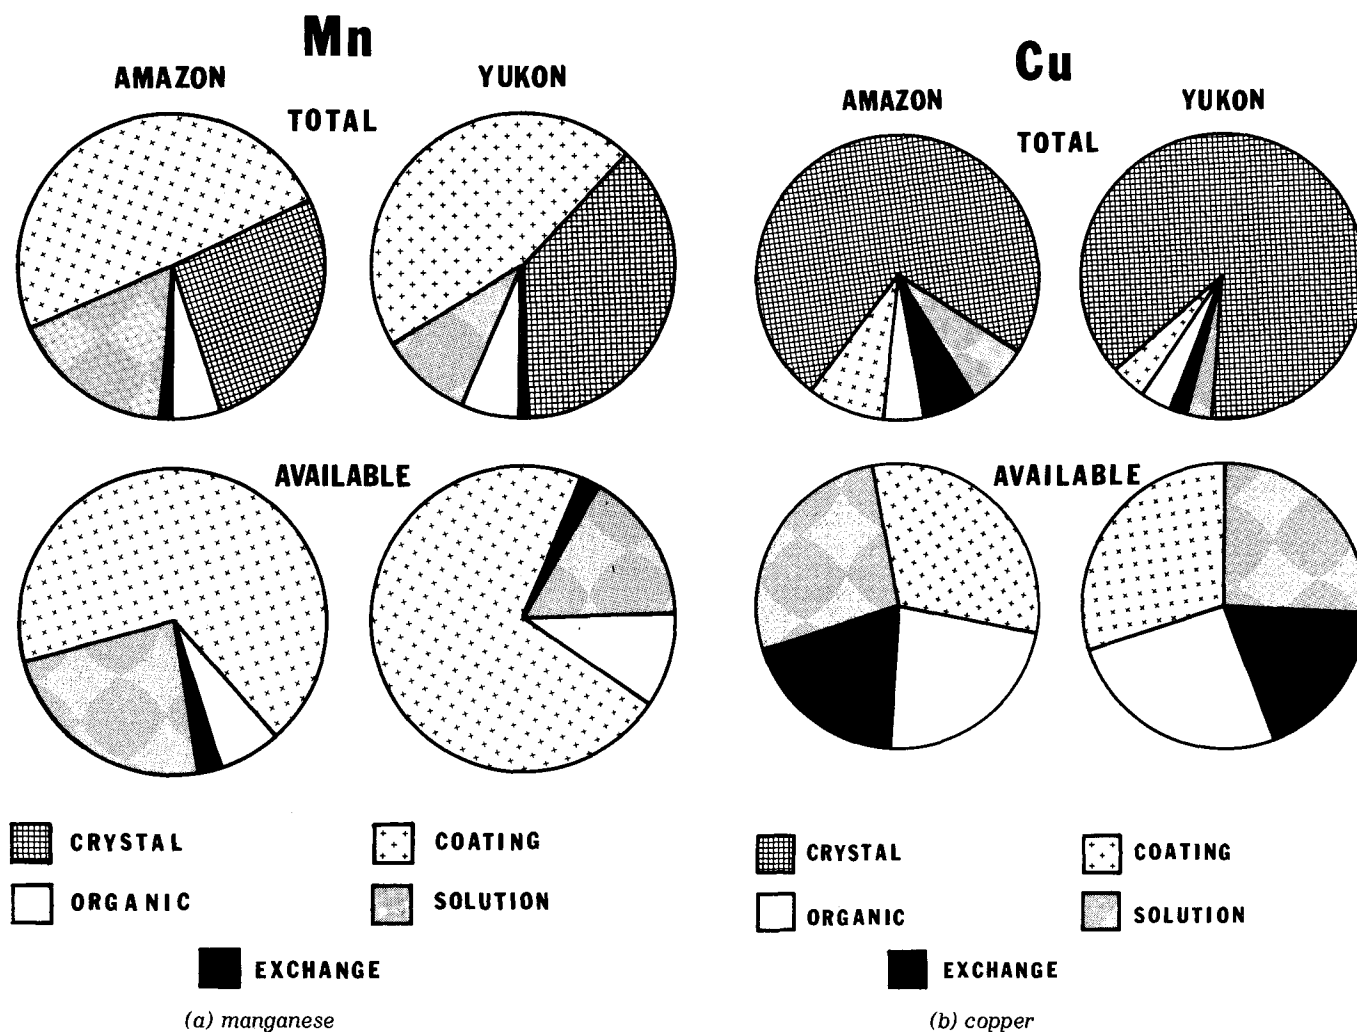 Mn
AMAZON
YUKON
TOTAL
AVAILABLE
CRYSTAL
COATING
ORGANIC
SOLUTION
EXCHANGE
(a) manganese
Cu
AMAZON
YUKON
TOTAL
AVAILABLE
CRYSTAL
COATING
ORGANIC
SOLUTION
EXCHANGE
(b) copper